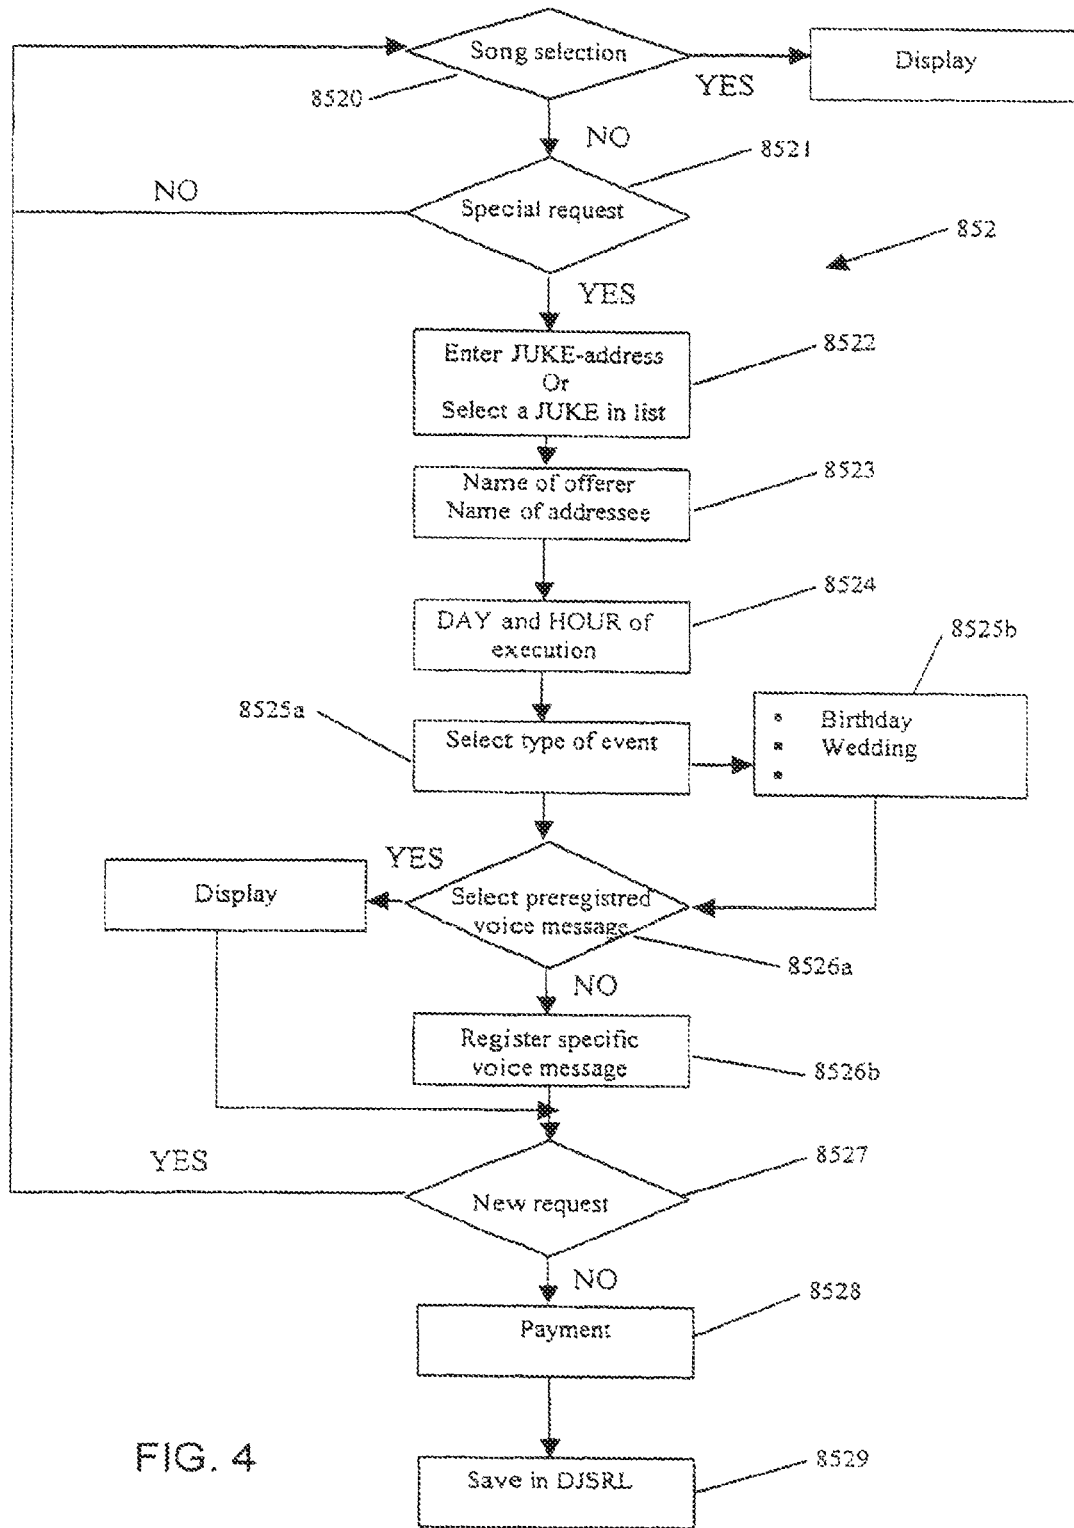 Song selection
Display
YES
8520
NO
8521
NO
Special request
852
YES
Enter JUKE-address
Or
Select a JUKE in list
8522
Name of offerer
Name of addressee
8523
DAY and HOUR of
execution
8524
8525b
8525a
Select type of event
Birthday
Wedding
YES
Display
Select preregistred
voice message
8526a
NO
Register specific
voice message
8526b
YES
8527
New request
NO
8528
Payment
FIG. 4
8529
Save in DJSRL